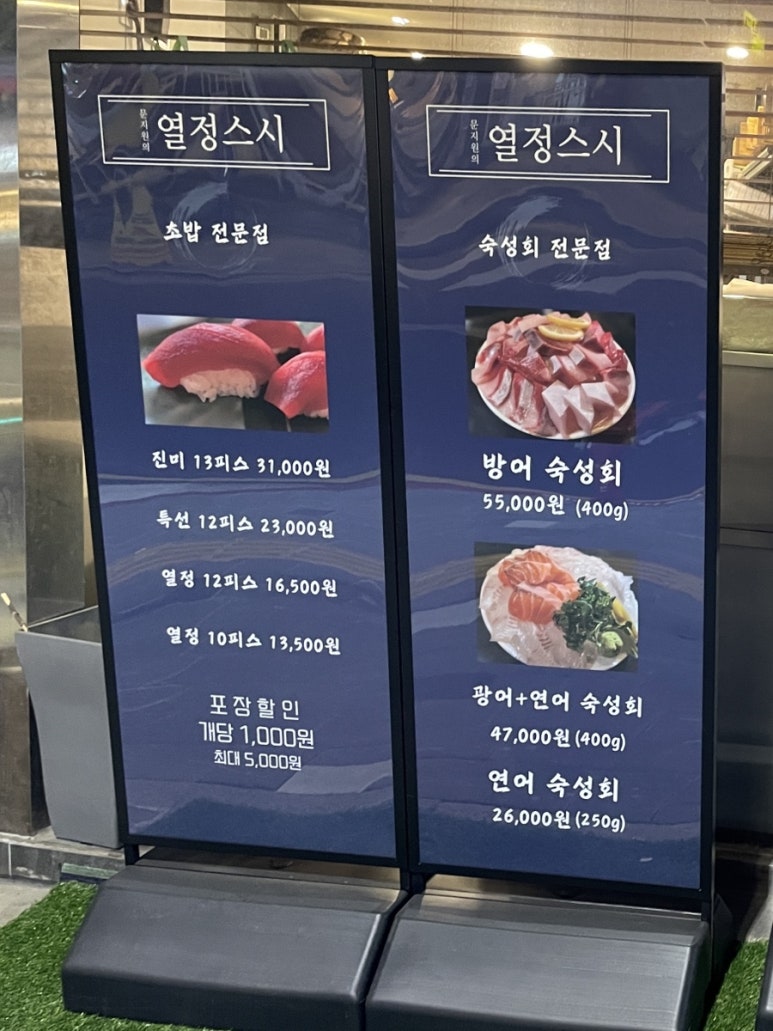 문지원의
열정스시
초밥 전문점
진미 13피스 31,000원
특선 12피스 23,000원
열정 12피스 16,500원
열정 10피스 13,500원
포장할인
개당 1,000원
최대 5,000원
문지원의
열정스시
숙성회 전문점
방어 숙성회
55,000원 (400g)
광어+연어 숙성회
47,000원 (400g)
연어 숙성회
26,000원 (250g)